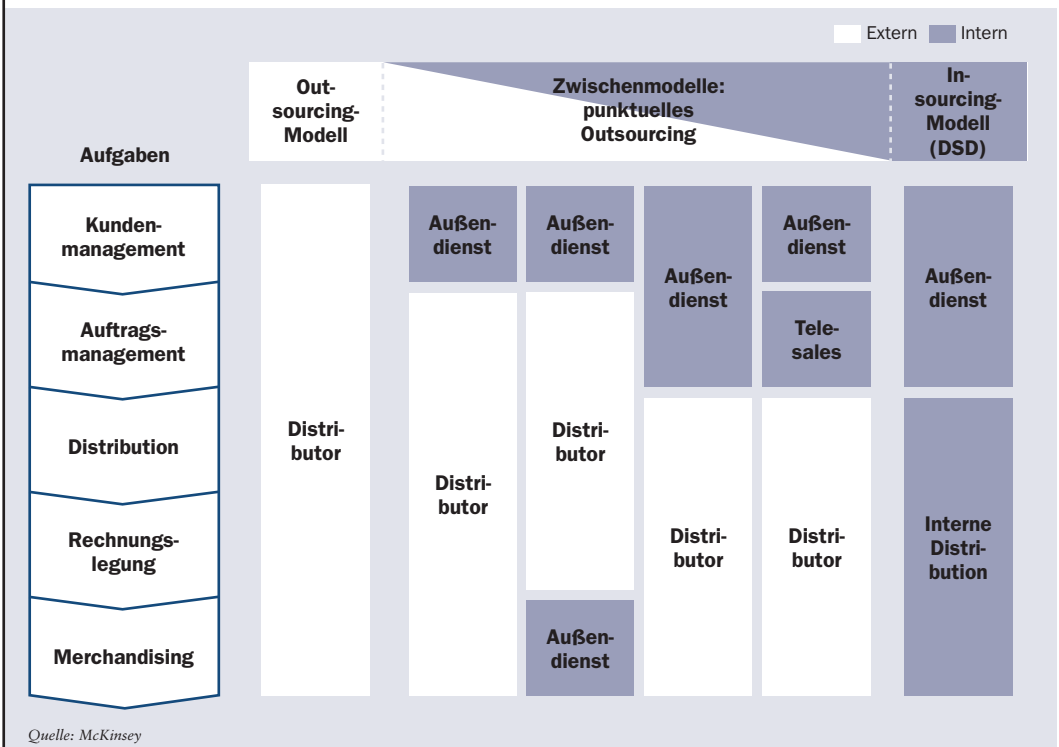 Extern Intern
Out-
sourcing-
Modell
Zwischenmodelle:
punktuelles
Outsourcing
In-
sourcing-
Modell
(DSD)
Aufgaben
Kunden-
management
Auftrags-
management
Distribution
Rechnungs-
legung
Merchandising
Distri-
butor
Außen-
dienst
Distri-
butor
Außen-
dienst
Distri-
butor
Außen-
dienst
Außen-
dienst
Distri-
butor
Außen-
dienst
Tele-
sales
Distri-
butor
Außen-
dienst
Interne
Distri-
bution
Quelle: McKinsey